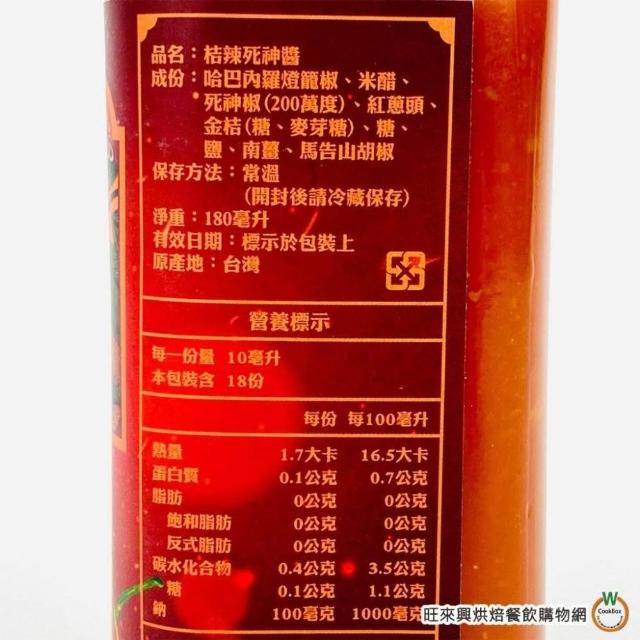 品名：桔辣死神醬
成份：哈巴內羅燈籠椒、米醋、
死神椒(200萬度)、紅蔥頭、
金桔(糖、麥芽糖)、糖、
鹽、南薑、馬告山胡椒
保存方法：常溫
(開封後請冷藏保存)
淨重：180毫升
有效日期：標示於包裝上
原產地：台灣
營養標示
每一份量 10毫升
本包裝含 18份
每份 每100毫升
熱量 1.7大卡 16.5大卡
蛋白質 0.1公克 0.7公克
脂肪 0公克 0公克
飽和脂肪 0公克 0公克
反式脂肪 0公克 0公克
碳水化合物 0.4公克 3.5公克
糖 0.1公克 1.1公克
鈉 100毫克 1000毫克
旺來興烘焙餐飲購物網
W
CookBox